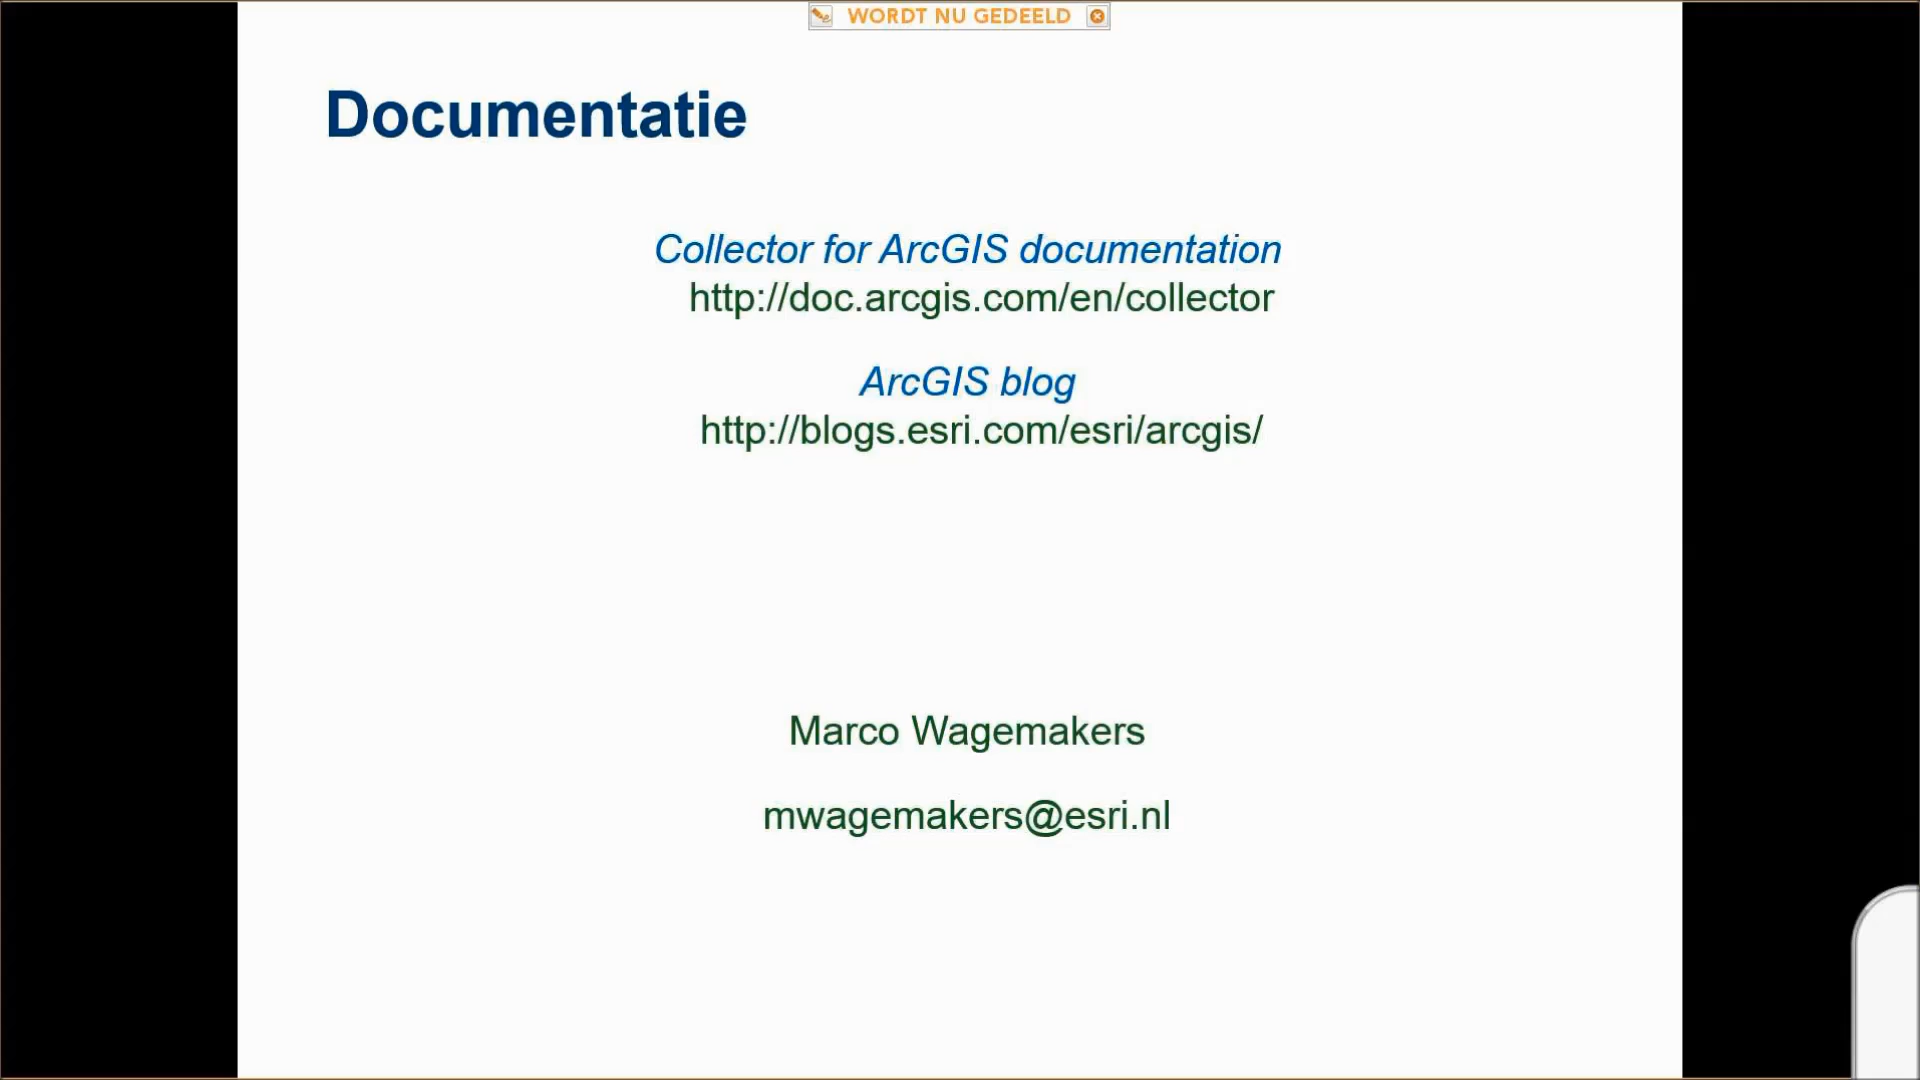 WORDT NU GEDEELD
Documentatie
Collector for ArcGIS documentation
http://doc.arcgis.com/en/collector
ArcGIS blog
http://blogs.esri.com/esri/arcgis/
Marco Wagemakers
mwagemakers@esri.nl